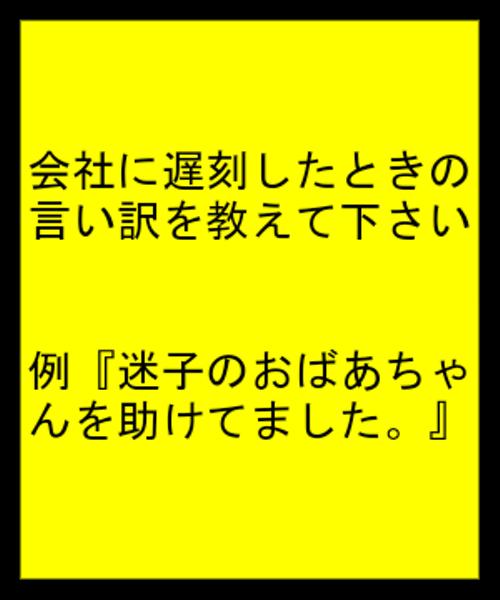 会社に遅刻したときの
言い訳を教えて下さい
例『迷子のおばあちゃ
んを助けてました。』